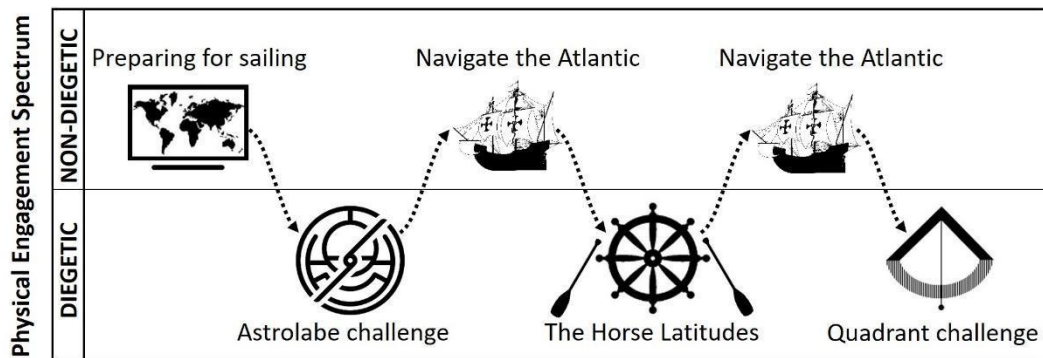 Physical Engagement Spectrum
NON-DIEGETIC
Preparing for sailing
Navigate the Atlantic
Navigate the Atlantic
DIEGETIC
Astrolabe challenge
The Horse Latitudes
Quadrant challenge